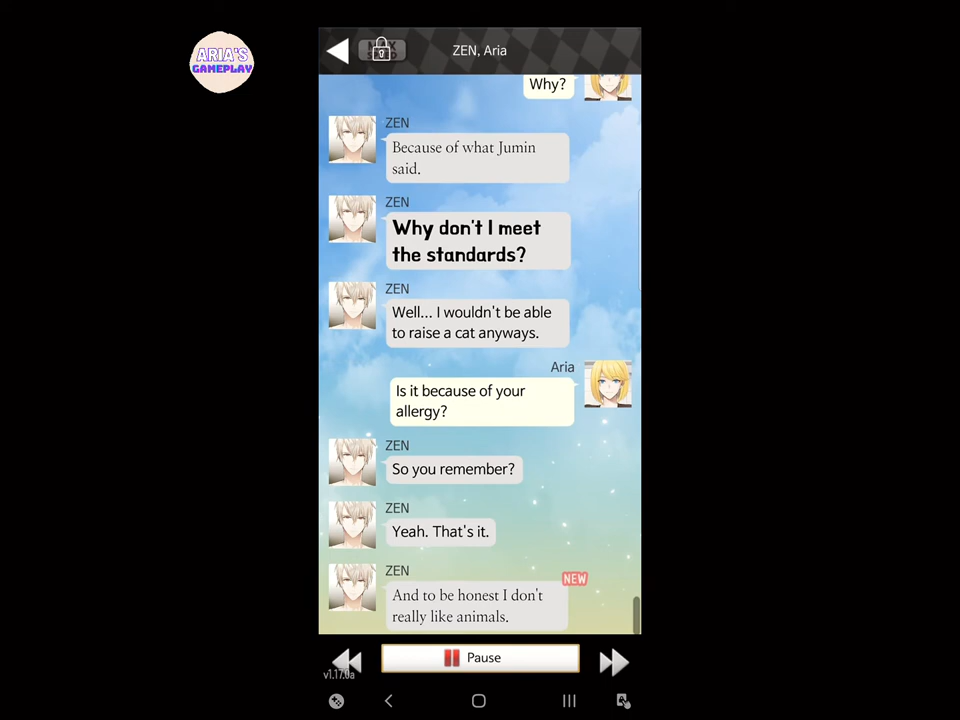 ARIA'S
GAMEPLAY
ZEN, Aria
Why?
ZEN
Because of what Jumin
said.
ZEN
Why don't I meet
the standards?
ZEN
Well... I wouldn't be able
to raise a cat anyways.
Aria
Is it because of your
allergy?
ZEN
So you remember?
ZEN
Yeah. That's it.
ZEN
NEW
And to be honest I don't
really like animals.
Pause
v1.17.0a